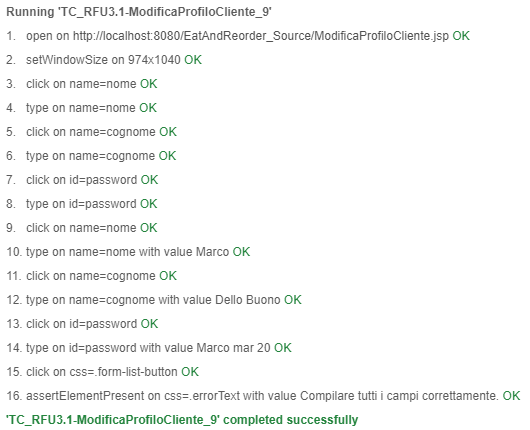 Running 'TC_RFU3.1-ModificaProfiloCliente_9'
1. open on http://localhost:8080/EatAndReorder_Source/ModificaProfiloCliente.jsp OK
2. setWindowSize on 974x1040 OK
3. click on name=nome OK
4. type on name=nome OK
5. click on name=cognome OK
6. type on name=cognome OK
7. click on id=password OK
8. type on id=password OK
9. click on name=nome OK
10. type on name=nome with value Marco OK
11. click on name=cognome OK
12. type on name=cognome with value Dello Buono OK
13. click on id=password OK
14. type on id=password with value Marco mar 20 OK
15. click on css=.form-list-button OK
16. assertElementPresent on css=.errorText with value Compilare tutti i campi correttamente. OK
'TC_RFU3.1-ModificaProfiloCliente_9' completed successfully